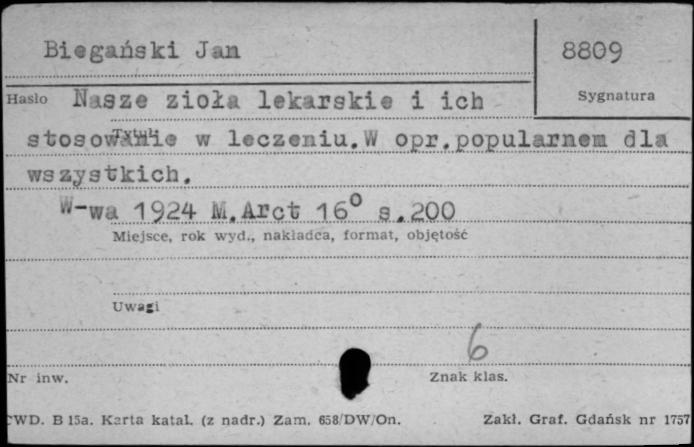 Biegański Jan
8809
Hasło Nasze zioła lekarskie i ich
Sygnatura
Tytuł
stosowanie w leczeniu.W opr.popularnem dla
wszystkich.
W-wa 1924 M.Arct 16° s.200
Miejsce, rok wyd., nakładca, format, objętość
Uwagi
6
Nr inw.
Znak klas.
CWD. B 15a. Karta katal. (z nadr.) Zam. 658/DW/On.
Zakł. Graf. Gdańsk nr 1757